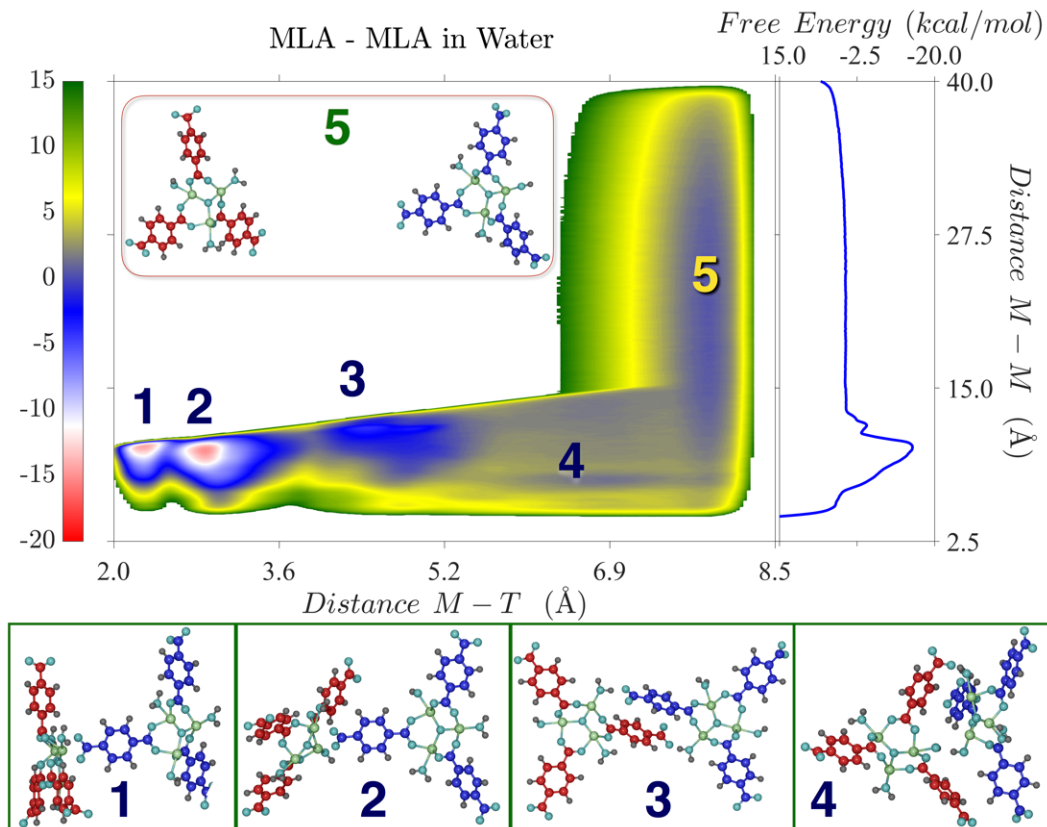 Free Energy (kcal/mol)
MLA - MLA in Water
15.0 -2.5 -20.0
15
10
5
0
-5
-10
-15
-20
5
5
1 2 3 4
40.0
27.5
15.0
2.5
Distance M − M (Å)
2.0 3.6 5.2 6.9 8.5
Distance M − T (Å)
1 2 3 4